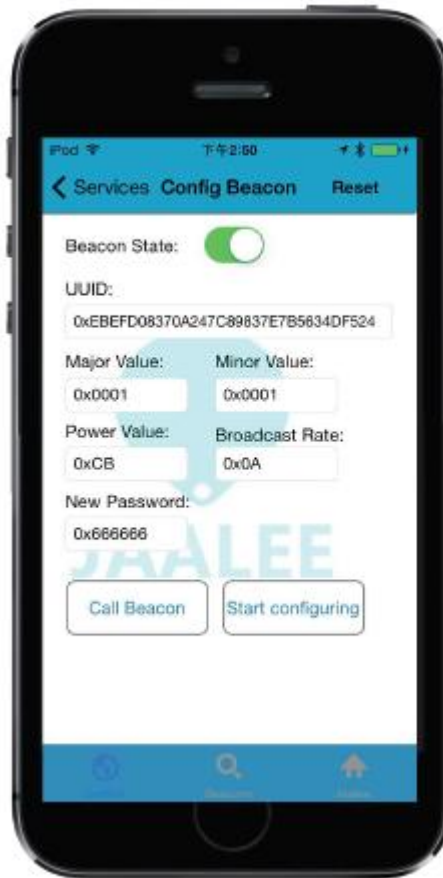 iPod 下午2:50
Services Config Beacon Reset
Beacon State:
UUID:
0xEBEFD08370A247C89837E7B5634DF524
Major Value: Minor Value:
0x0001 0x0001
Power Value: Broadcast Rate:
0xCB 0x0A
New Password:
0x666666
JAALEE
Call Beacon Start configuring